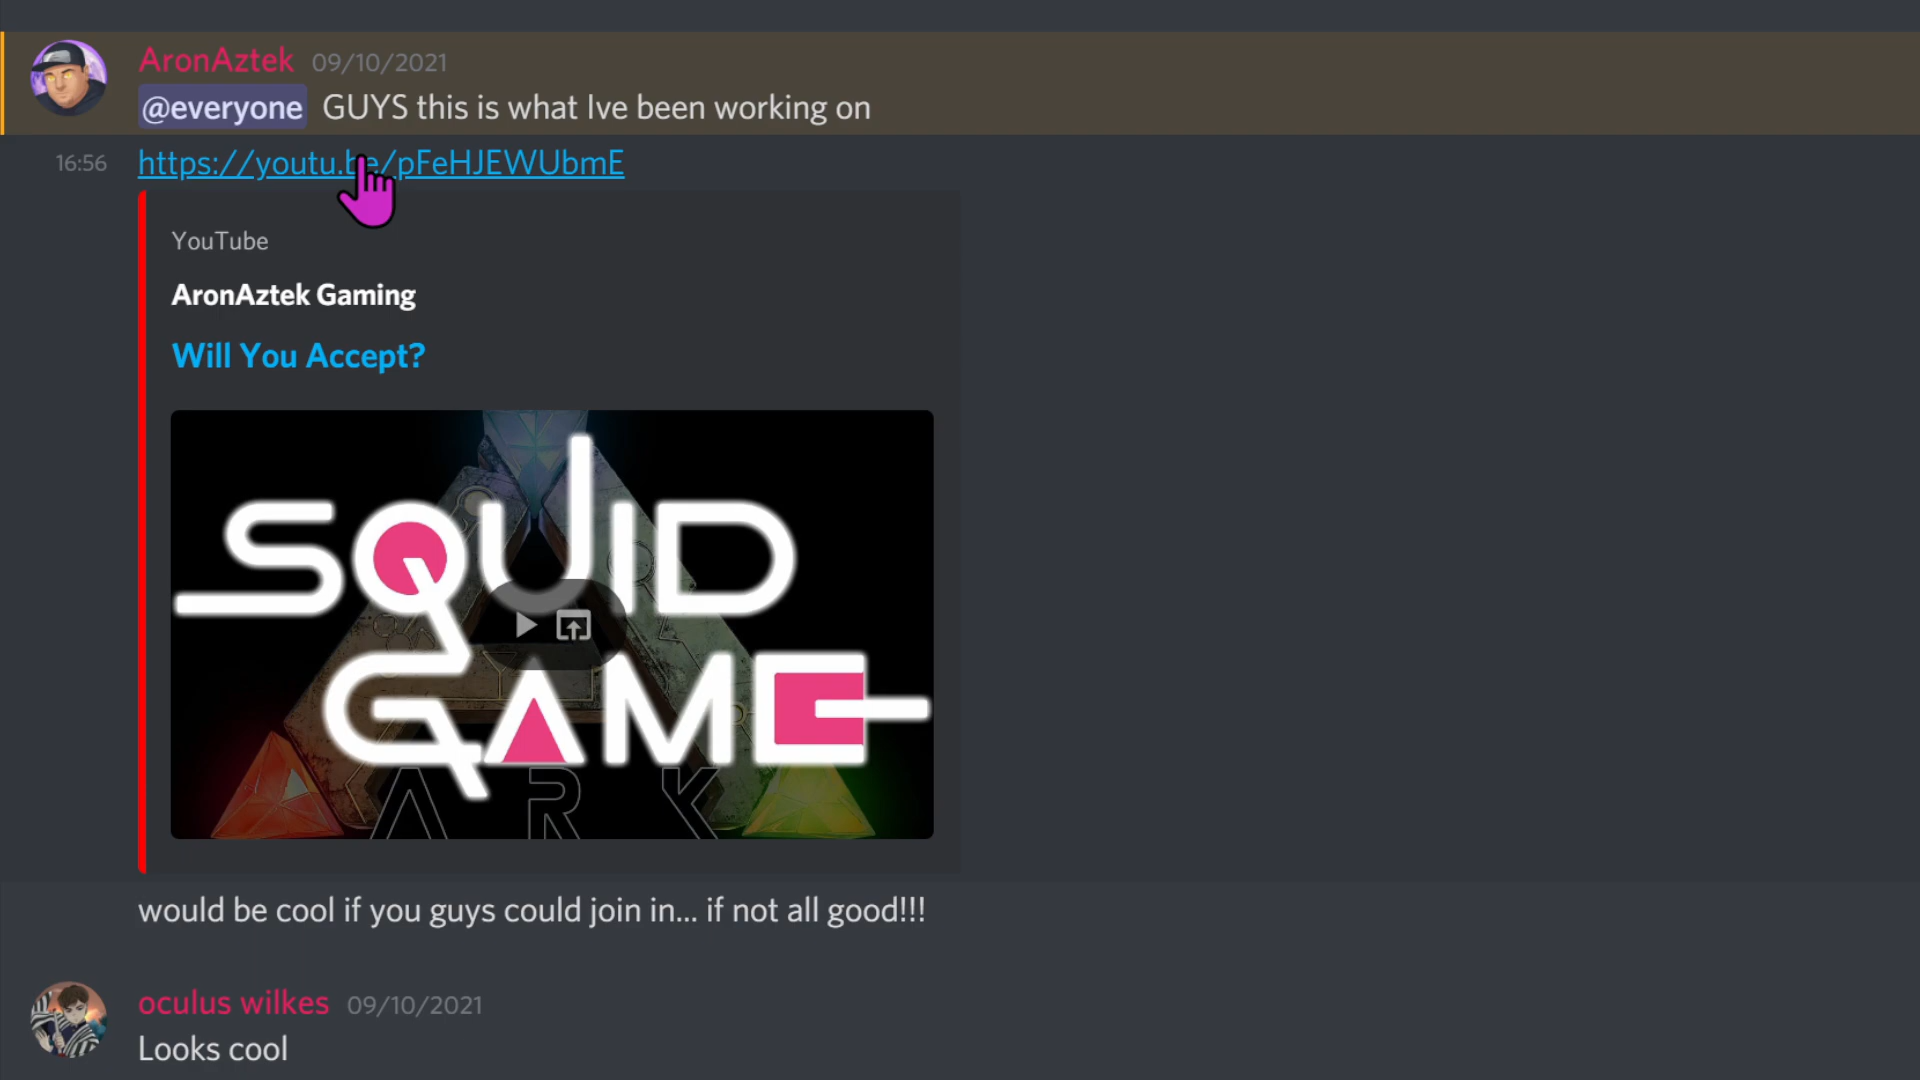 AronAztek 09/10/2021
@everyone GUYS this is what Ive been working on
16:56 https://youtu.be/pFeHJEWUbmE
YouTube
AronAztek Gaming
Will You Accept?
SQUID
GAME
ARK
would be cool if you guys could join in... if not all good!!!
oculus wilkes 09/10/2021
Looks cool